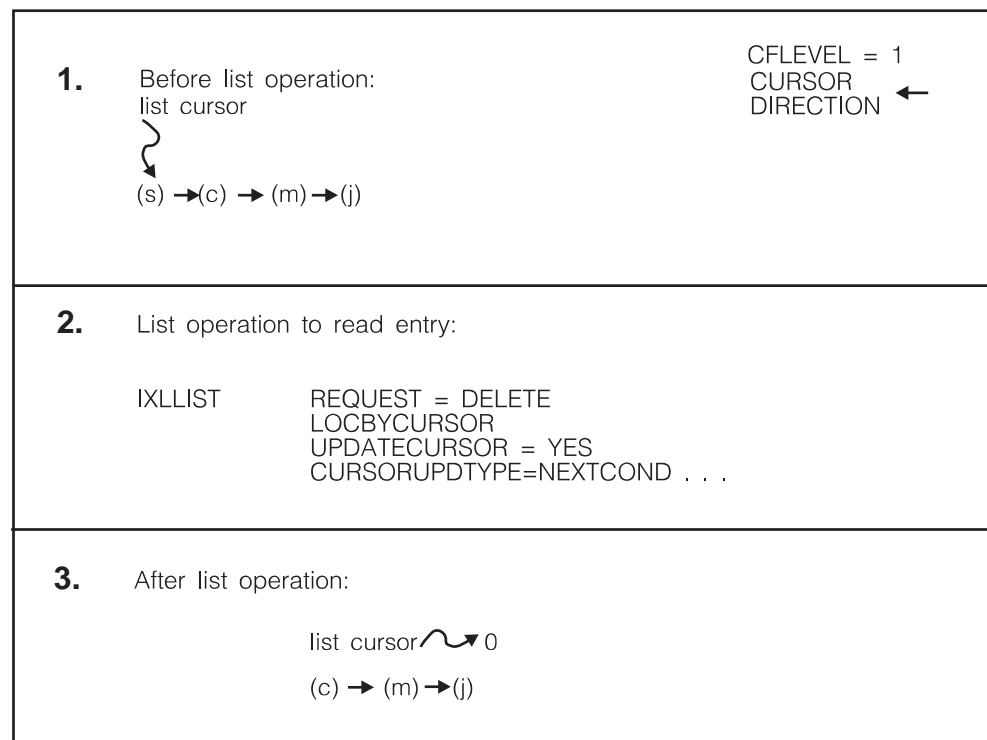 CFLEVEL = 1
1. Before list operation:
CURSOR
list cursor
DIRECTION ←
(s) →(c) → (m) →(j)
2. List operation to read entry:
IXLLIST REQUEST = DELETE
LOCBYCURSOR
UPDATECURSOR = YES
CURSORUPDTYPE=NEXTCOND . . .
3. After list operation:
list cursor 0
(c) → (m) →(j)